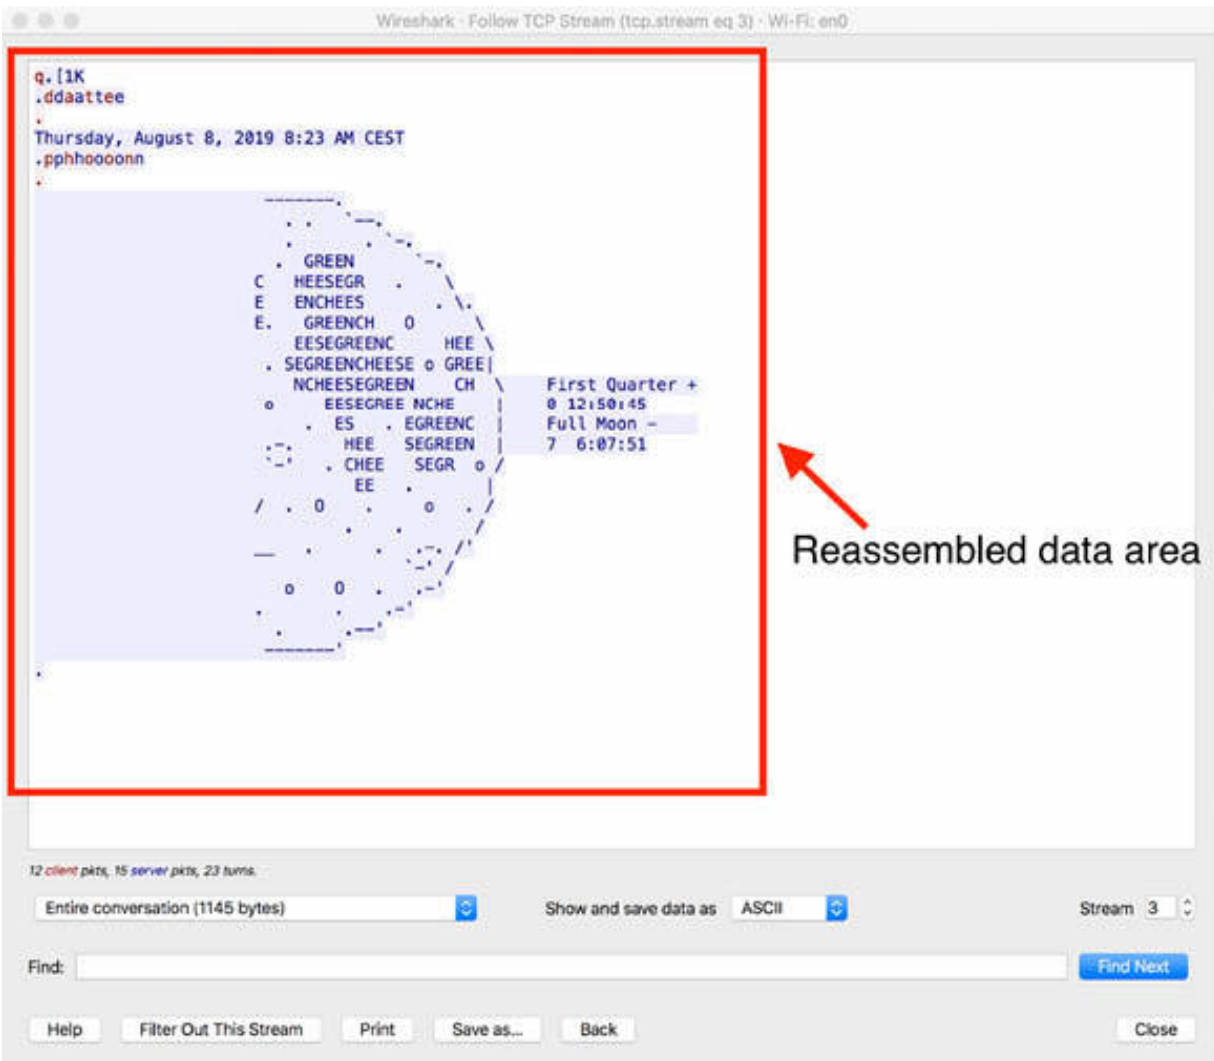 Wireshark · Follow TCP Stream (tcp.stream eq 3) · Wi-Fi: en0
q.[1K
.ddaattee
.
Thursday, August 8, 2019 8:23 AM CEST
.pphhoooonn
.
-------.
. . `--.
. . `-.
. GREEN `-.
C HEESEGR . \
E ENCHEES . \.
E. GREENCH O \
EESEGREENC HEE \
. SEGREENCHEESE o GREE|
NCHEESEGREEN CH \ First Quarter +
o EESEGREE NCHE | 0 12:50:45
. ES . EGREENC | Full Moon -
.-. HEE SEGREEN | 7 6:07:51
`-' . CHEE SEGR o /
EE . |
/ . O . o . /
. . /
__ . . .-. /'
`-' /
o O . .-'
. . .-'
. .--'
-------'
.
Reassembled data area
12 client pkts, 15 server pkts, 23 turns.
Entire conversation (1145 bytes) Show and save data as ASCII Stream 3
Find: Find Next
Help Filter Out This Stream Print Save as... Back Close